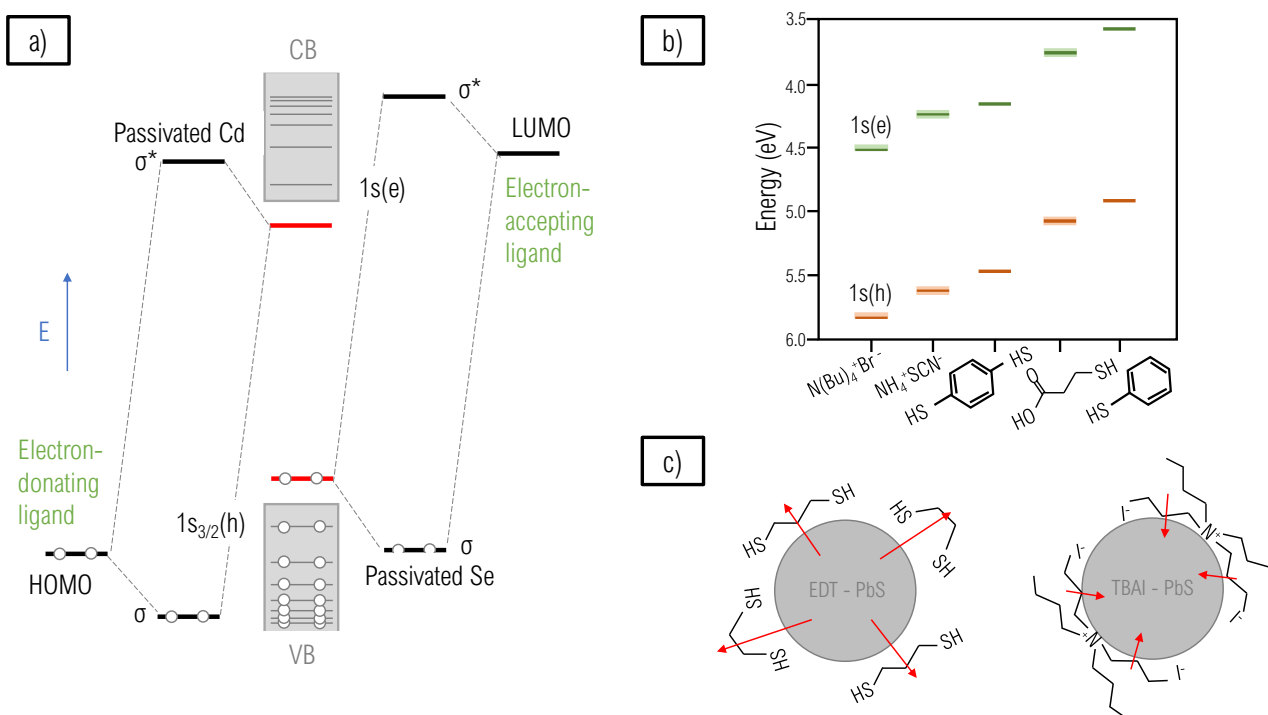 a)
CB
σ*
Passivated Cd
σ*
LUMO
1s(e)
Electron-
accepting
ligand
E
Electron-
donating
ligand
1s3/2(h)
HOMO
σ
σ
Passivated Se
VB
b)
Energy (eV)
3.5
4.0
4.5
5.0
5.5
6.0
1s(e)
1s(h)
N(Bu)4+Br-
NH4+SCN-
HS
HS
O
HO
SH
HS
c)
SH
HS
HS
SH
EDT - PbS
HS
SH
HS
SH
I-
N+
I-
TBAI - PbS
I-
N+
I-